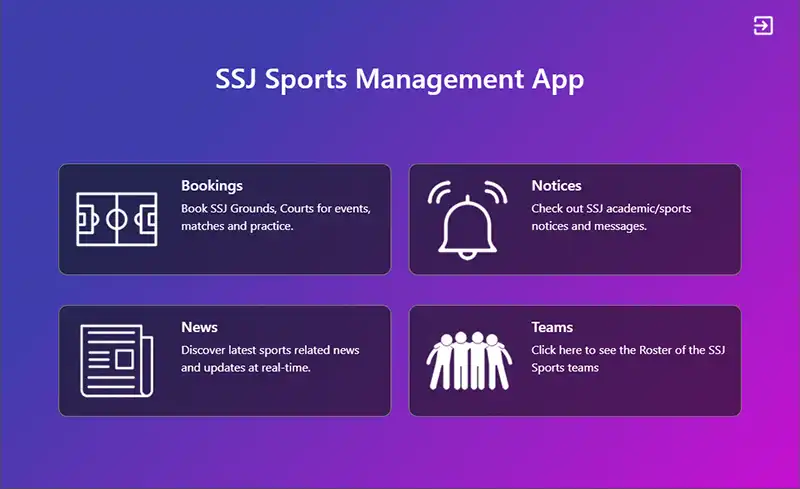 SSJ Sports Management App
Bookings
Book SSJ Grounds, Courts for events,
matches and practice.
Notices
Check out SSJ academic/sports
notices and messages.
News
Discover latest sports related news
and updates at real-time.
Teams
Click here to see the Roster of the SSJ
Sports teams